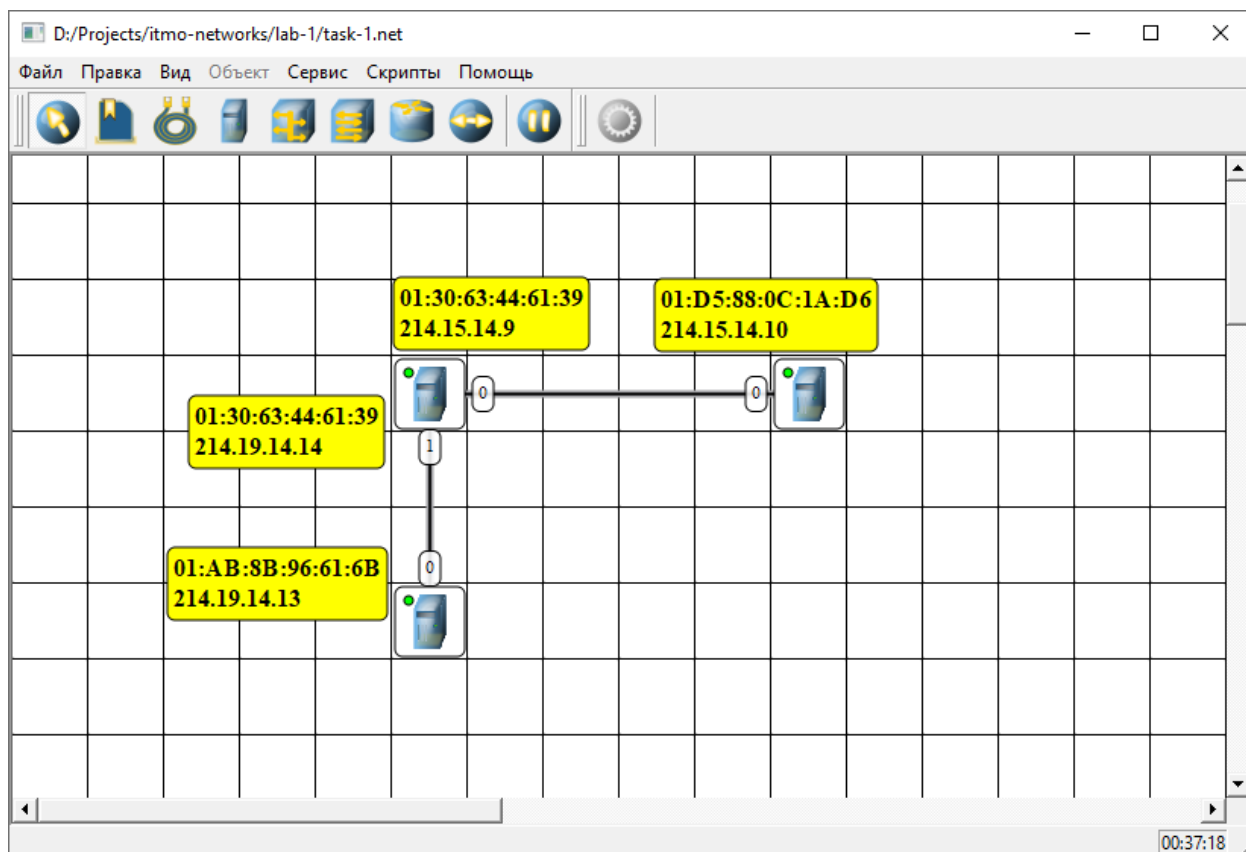 D:/Projects/itmo-networks/lab-1/task-1.net
Файл Правка Вид Объект Сервис Скрипты Помощь
01:30:63:44:61:39
214.15.14.9
01:D5:88:0C:1A:D6
214.15.14.10
0
0
01:30:63:44:61:39
214.19.14.14
1
01:AB:8B:96:61:6B
214.19.14.13
0
00:37:18